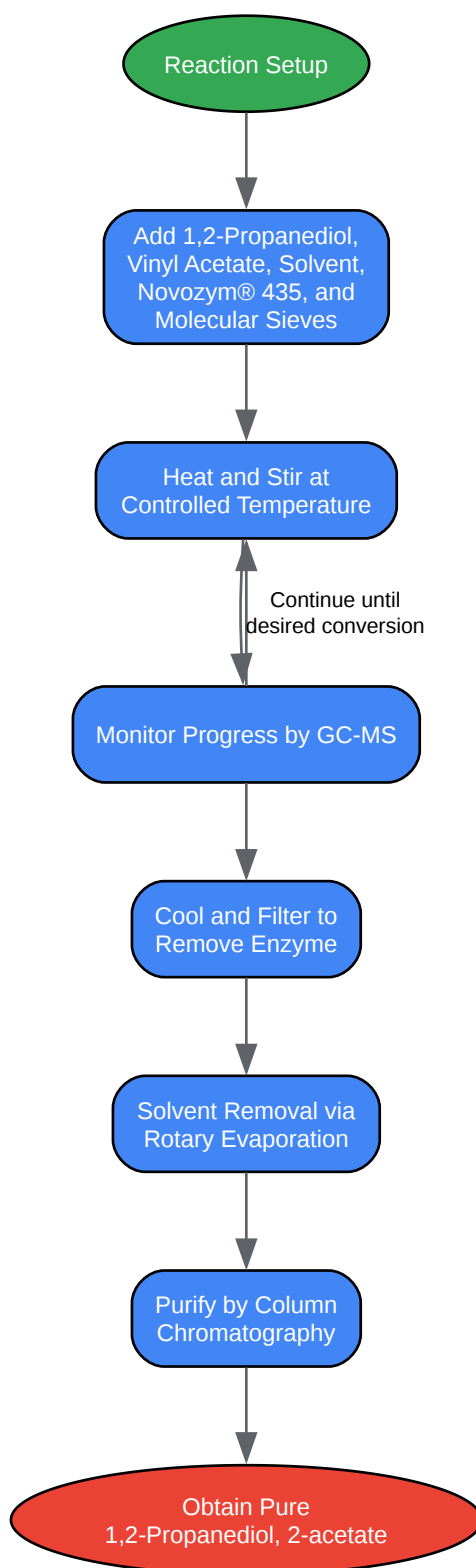 Reaction Setup
Add 1,2-Propanediol,
Vinyl Acetate, Solvent,
Novozym® 435, and
Molecular Sieves
Heat and Stir at
Controlled Temperature
Continue until
desired conversion
Monitor Progress by GC-MS
Cool and Filter to
Remove Enzyme
Solvent Removal via
Rotary Evaporation
Purify by Column
Chromatography
Obtain Pure
1,2-Propanediol, 2-acetate